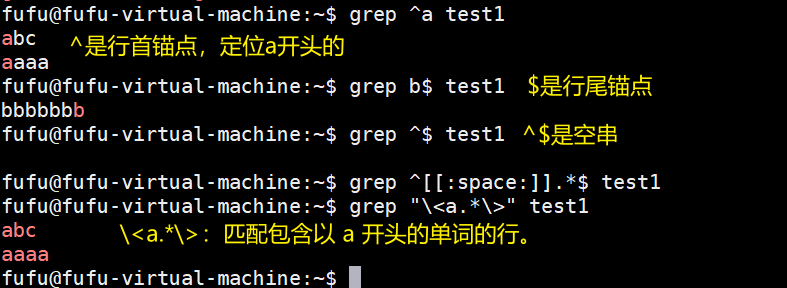 fufu@fufu-virtual-machine:~$ grep ^a test1
abc ^是行首锚点，定位a开头的
aaaa
fufu@fufu-virtual-machine:~$ grep b$ test1 $是行尾锚点
bbbbbbb
fufu@fufu-virtual-machine:~$ grep ^$ test1 ^$是空串
fufu@fufu-virtual-machine:~$ grep ^[[:space:]].*$ test1
fufu@fufu-virtual-machine:~$ grep "\<a.*\>" test1
abc \<a.*\>：匹配包含以 a 开头的单词的行。
aaaa
fufu@fufu-virtual-machine:~$